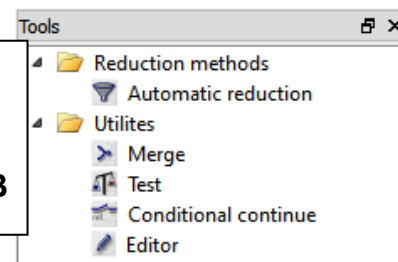 Tools
Reduction methods
Automatic reduction
Utilites
Merge
Test
Conditional continue
Editor